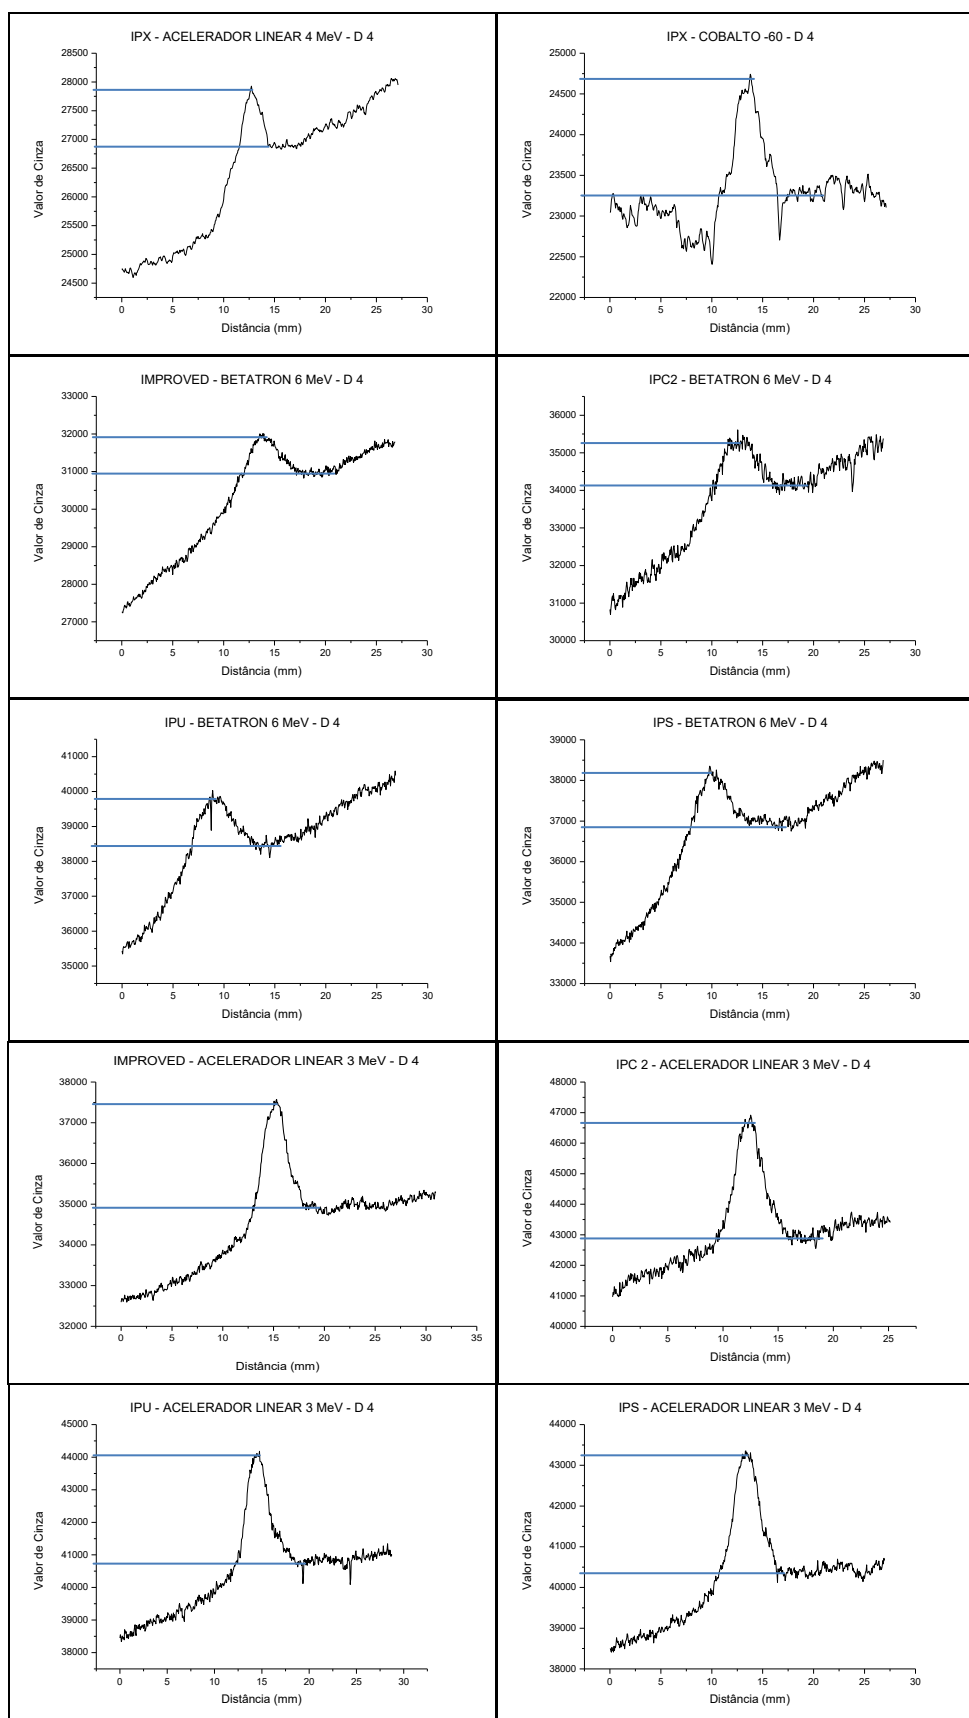 IPX - ACELERADOR LINEAR 4 MeV - D 4
28500
28000
27500
27000
26500
26000
25500
25000
24500
0 5 10 15 20 25 30
Valor de Cinza
Distância (mm)
IPX - COBALTO -60 - D 4
25000
24500
24000
23500
23000
22500
22000
0 5 10 15 20 25 30
Valor de Cinza
Distância (mm)
IMPROVED - BETATRON 6 MeV - D 4
33000
32000
31000
30000
29000
28000
27000
0 5 10 15 20 25 30
Valor de Cinza
Distância (mm)
IPC2 - BETATRON 6 MeV - D 4
36000
35000
34000
33000
32000
31000
30000
0 5 10 15 20 25 30
Valor de Cinza
Distância (mm)
IPU - BETATRON 6 MeV - D 4
41000
40000
39000
38000
37000
36000
35000
0 5 10 15 20 25 30
Valor de Cinza
Distância (mm)
IPS - BETATRON 6 MeV - D 4
39000
38000
37000
36000
35000
34000
33000
0 5 10 15 20 25 30
Valor de Cinza
Distância (mm)
IMPROVED - ACELERADOR LINEAR 3 MeV - D 4
38000
37000
36000
35000
34000
33000
32000
0 5 10 15 20 25 30 35
Valor de Cinza
Distância (mm)
IPC 2 - ACELERADOR LINEAR 3 MeV - D 4
48000
47000
46000
45000
44000
43000
42000
41000
40000
0 5 10 15 20 25
Valor de Cinza
Distância (mm)
IPU - ACELERADOR LINEAR 3 MeV - D 4
45000
44000
43000
42000
41000
40000
39000
38000
0 5 10 15 20 25 30
Valor de Cinza
Distância (mm)
IPS - ACELERADOR LINEAR 3 MeV - D 4
44000
43000
42000
41000
40000
39000
38000
0 5 10 15 20 25 30
Valor de Cinza
Distância (mm)